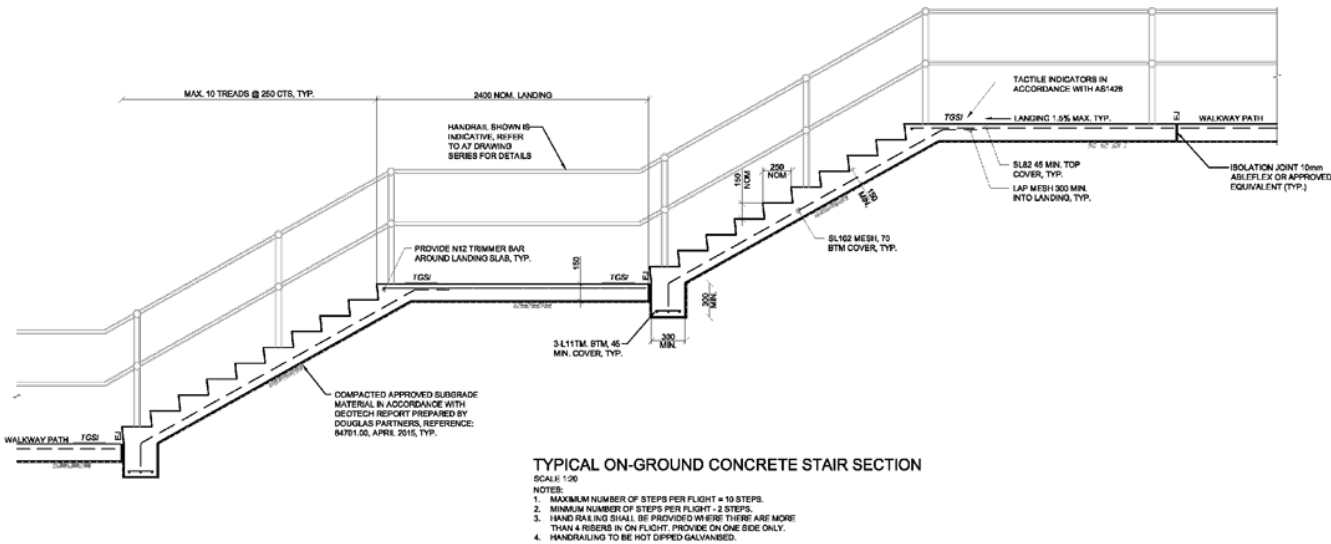 MAX. 10 TREADS @ 250 CTS, TYP.
2400 NOM. LANDING
HANDRAIL SHOWN IS
INDICATIVE, REFER
TO A7 DRAWING
SERIES FOR DETAILS
TACTILE INDICATORS IN
ACCORDANCE WITH AS1428
TGSI
LANDING 1.5% MAX. TYP.
EJ
WALKWAY PATH
ISOLATION JOINT 10mm
ABLEFLEX OR APPROVED
EQUIVALENT (TYP.)
SL82 45 MIN. TOP
COVER, TYP.
LAP MESH 300 MIN.
INTO LANDING, TYP.
250
NOM
150
NOM
150
MIN.
SL102 MESH, 70
BTM COVER, TYP.
PROVIDE N12 TRIMMER BAR
AROUND LANDING SLAB, TYP.
TGSI
150
TGSI
EJ
300
MIN.
300
MIN.
3-L11TM. BTM, 45
MIN. COVER, TYP.
COMPACTED APPROVED SUBGRADE
MATERIAL IN ACCORDANCE WITH
GEOTECH REPORT PREPARED BY
DOUGLAS PARTNERS, REFERENCE:
84701.00, APRIL 2015, TYP.
WALKWAY PATH
TGSI
EJ
TYPICAL ON-GROUND CONCRETE STAIR SECTION
SCALE 1:20
NOTES:
1. MAXIMUM NUMBER OF STEPS PER FLIGHT = 10 STEPS.
2. MINMUM NUMBER OF STEPS PER FLIGHT - 2 STEPS.
3. HAND RAILING SHALL BE PROVIDED WHERE THERE ARE MORE
THAN 4 RISERS IN ON FLIGHT. PROVIDE ON ONE SIDE ONLY.
4. HANDRAILING TO BE HOT DIPPED GALVANISED.